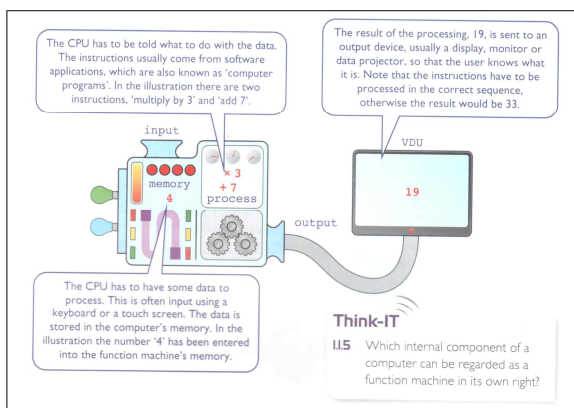 The CPU has to be told what to do with the data.
The instructions usually come from software
applications, which are also known as ‘computer
programs’. In the illustration there are two
instructions, ‘multiply by 3’ and ‘add 7’.
The result of the processing, 19, is sent to an
output device, usually a display, monitor or
data projector, so that the user knows what
it is. Note that the instructions have to be
processed in the correct sequence,
otherwise the result would be 33.
input
VDU
memory
4
× 3
+ 7
process
19
output
The CPU has to have some data to
process. This is often input using a
keyboard or a touch screen. The data is
stored in the computer’s memory. In the
illustration the number ‘4’ has been entered
into the function machine’s memory.
Think-IT
1.1.5 Which internal component of a
computer can be regarded as a
function machine in its own right?